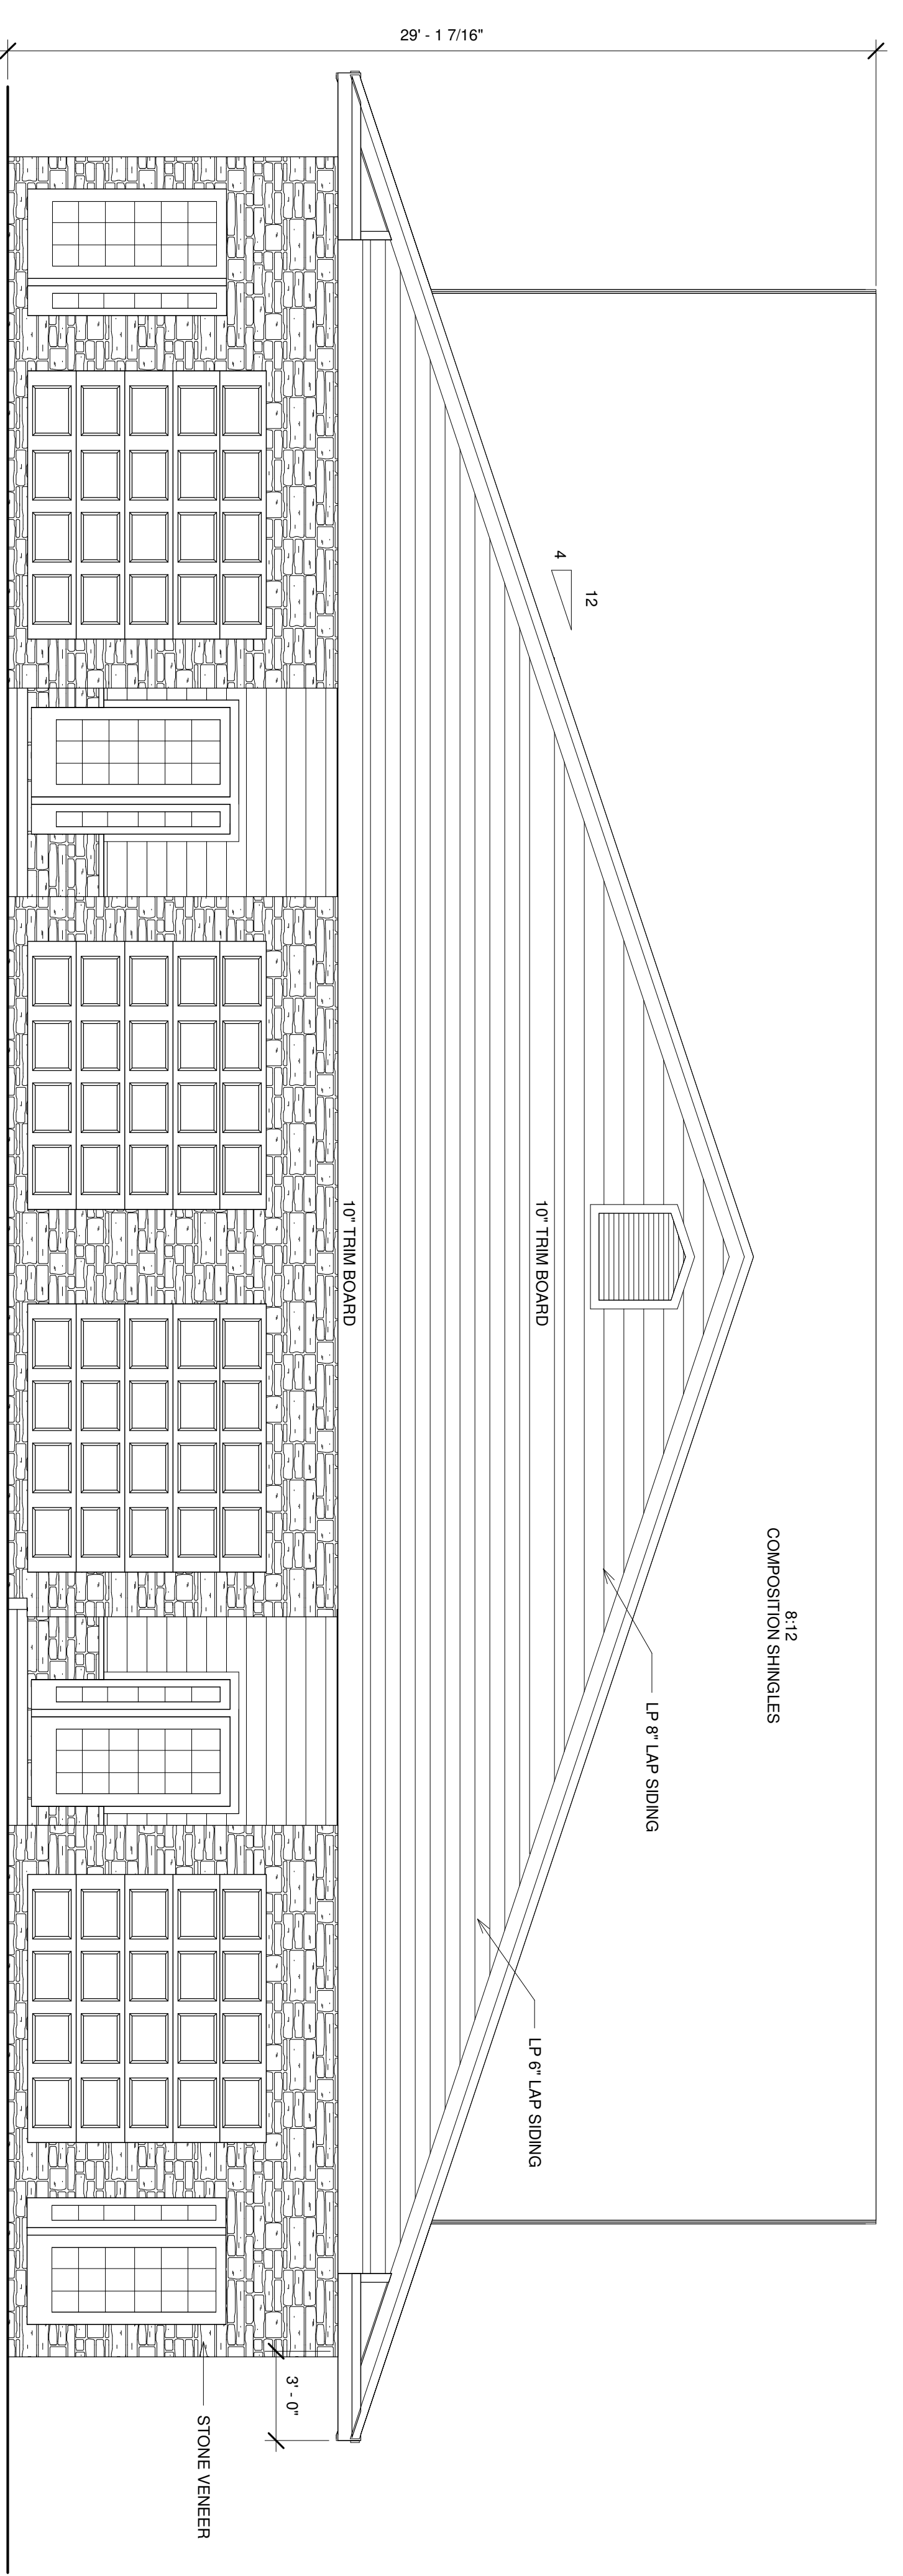 29' - 1 7/16"
8:12
COMPOSITION SHINGLES
12
4
LP 8" LAP SIDING
10" TRIM BOARD
LP 6" LAP SIDING
10" TRIM BOARD
3' - 0"
STONE VENEER